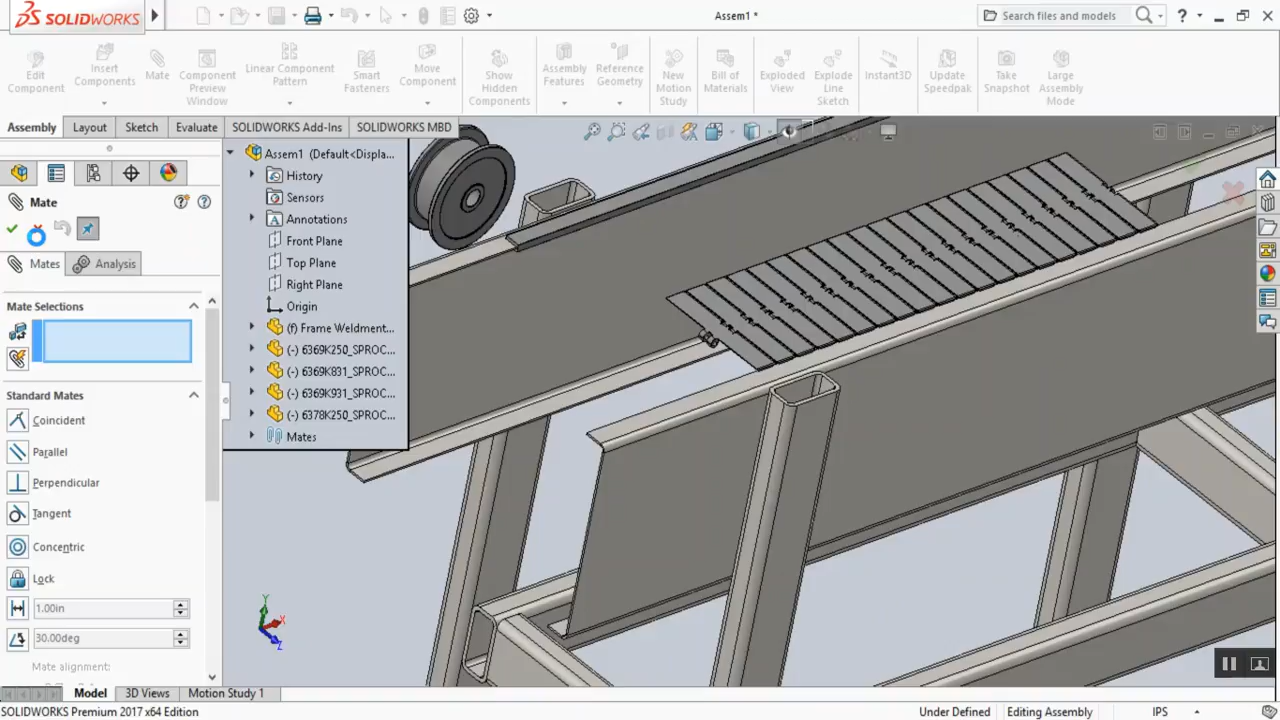 SOLIDWORKS
Assem1 *
Search files and models
?
Edit Component
Insert Components
Mate
Component Preview Window
Linear Component Pattern
Smart Fasteners
Move Component
Show Hidden Components
Assembly Features
Reference Geometry
New Motion Study
Bill of Materials
Exploded View
Explode Line Sketch
Instant3D
Update Speedpak
Take Snapshot
Large Assembly Mode
Assembly
Layout
Sketch
Evaluate
SOLIDWORKS Add-Ins
SOLIDWORKS MBD
Assem1 (Default<Displa...
History
Sensors
Annotations
Front Plane
Top Plane
Right Plane
Origin
(f) Frame Weldment...
(-) 6369K250_SPROC...
(-) 6369K831_SPROC...
(-) 6369K931_SPROC...
(-) 6378K250_SPROC...
Mates
Mate
Mates
Analysis
Mate Selections
Standard Mates
Coincident
Parallel
Perpendicular
Tangent
Concentric
Lock
1.00in
30.00deg
Mate alignment:
Y
X
Z
Model
3D Views
Motion Study 1
SOLIDWORKS Premium 2017 x64 Edition
Under Defined
Editing Assembly
IPS